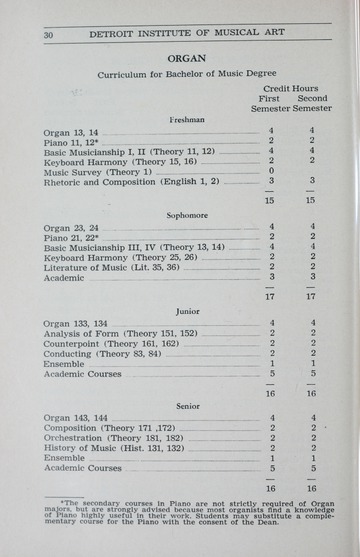 30 DETROIT INSTITUTE OF MUSICAL ART
ORGAN
Curriculum for Bachelor of Music Degree
Credit Hours
First Second
Semester Semester
Freshman
Organ 13, 14 4 4
Piano 11, 12* 2 2
Basic Musicianship I, II (Theory 11, 12) 4 4
Keyboard Harmony (Theory 15, 16) 2 2
Music Survey (Theory 1) 0
Rhetoric and Composition (English 1, 2) 3 3
15 15
Sophomore
Organ 23, 24 4 4
Piano 21, 22* 2 2
Basic Musicianship III, IV (Theory 13, 14) 4 4
Keyboard Harmony (Theory 25, 26) 2 2
Literature of Music (Lit. 35, 36) 2 2
Academic 3 3
17 17
Junior
Organ 133, 134 4 4
Analysis of Form (Theory 151, 152) 2 2
Counterpoint (Theory 161, 162) 2 2
Conducting (Theory 83, 84) 2 2
Ensemble 1 1
Academic Courses 5 5
16 16
Senior
Organ 143, 144 4 4
Composition (Theory 171 ,172) 2 2
Orchestration (Theory 181, 182) 2 2
History of Music (Hist. 131, 132) 2 2
Ensemble 1 1
Academic Courses 5 5
16 16
*The secondary courses in Piano are not strictly required of Organ
majors, but are strongly advised because most organists find a knowledge
of Piano highly useful in their work. Students may substitute a comple-
mentary course for the Piano with the consent of the Dean.